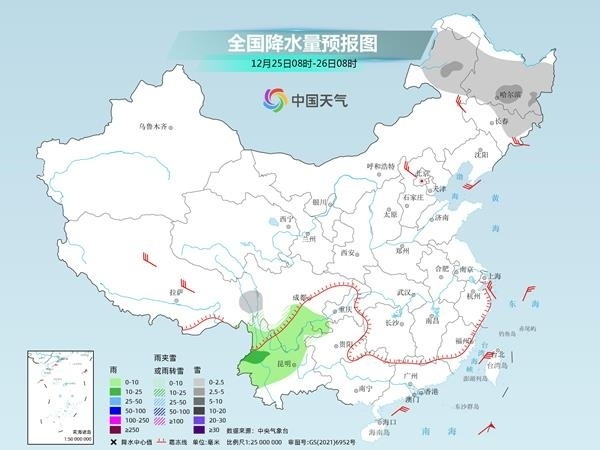 全国降水量预报图
12月25日08时-26日08时
中国天气
哈尔滨
长春
乌鲁木齐
沈阳
呼和浩特
北京
天津
渤
海
银川
石家庄
太原
济南
黄
海
西宁
兰州
西安
郑州
拉萨
成都
重庆
武汉
合肥
南京
上海
杭州
东海
长沙
南昌
贵阳
昆明
福州
钓鱼岛
赤尾屿
台北
台湾岛
台湾海峡
澎湖列岛
南宁
广州
香港
澳门
东沙群岛
海口
海南岛
南海
南海诸岛
1:50 000 000
雨
雨夹雪
或雨转雪
雪
0-10 0-10 0-2.5
10-25 10-25 2.5-5
25-50 25-50 5-10
50-100 50-100 10-20
100-250 ≥100 20-30
≥250 ≥30
数据来源：中央气象台
降水中心值 霜冻线 单位:毫米 比例尺1:25 000 000 审图号:GS(2021)6952号